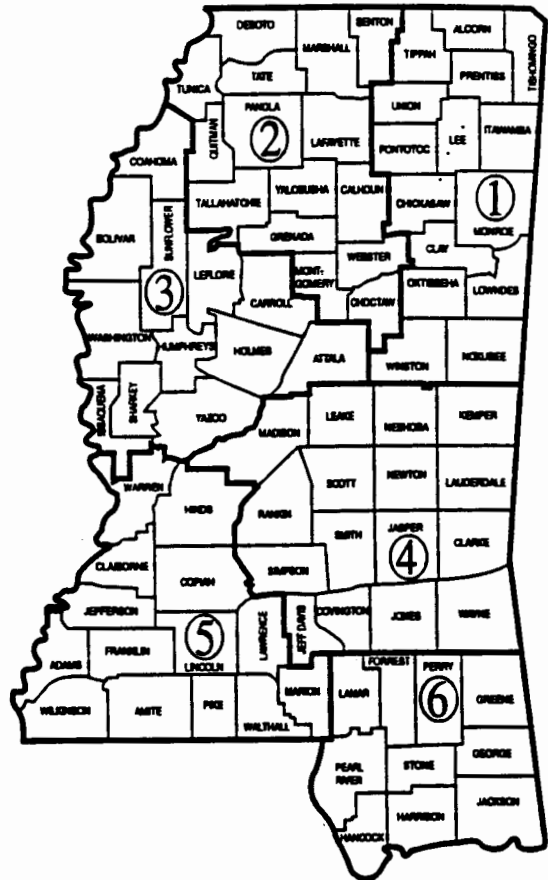 DESOTO
BENTON
ALCORN
MARSHALL
TIPPAH
TISHOMINGO
TATE
PRENTISS
TUNICA
PANOLA
UNION
QUITMAN
2
LAFAYETTE
PONTOTOC
LEE
ITAWAMBA
COAHOMA
YALOBUSHA
CALHOUN
TALLAHATCHIE
CHICKASAW
1
MONROE
BOLIVAR
SUNFLOWER
GRENADA
CLAY
WEBSTER
LEFLORE
MONT-
GOMERY
OKTIBBEHA
LOWNDES
3
CARROLL
CHOCTAW
WASHINGTON
HUMPHREYS
HOLMES
ATTALA
WINSTON
NOXUBEE
ISSAQUENA
SHARKEY
YAZOO
MADISON
LEAKE
NESHOBA
KEMPER
WARREN
SCOTT
NEWTON
LAUDERDALE
HINDS
RANKIN
SMITH
JASPER
CLARKE
4
CLAIBORNE
COPIAH
SIMPSON
JEFFERSON
LAWRENCE
JEFF DAVIS
COVINGTON
JONES
WAYNE
5
ADAMS
FRANKLIN
LINCOLN
FORREST
PERRY
MARION
LAMAR
6
GREENE
WILKINSON
AMITE
PIKE
WALTHALL
GEORGE
PEARL
RIVER
STONE
JACKSON
HARRISON
HANCOCK